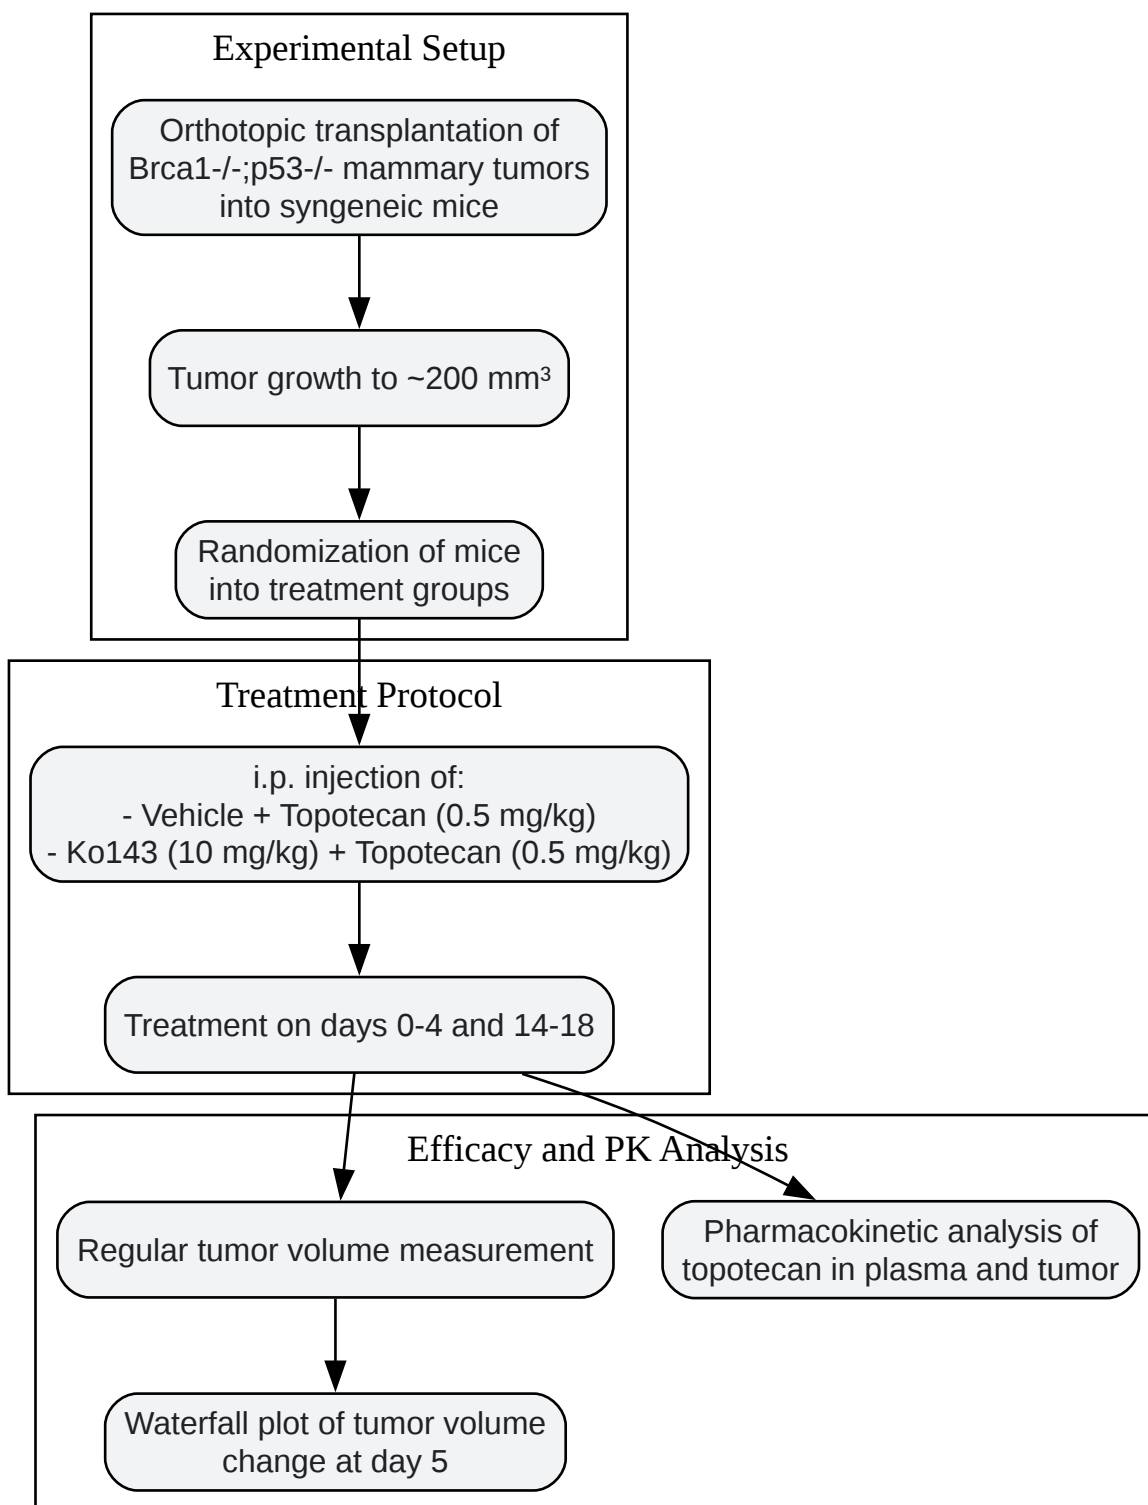 Experimental Setup
Orthotopic transplantation of
Brca1-/-;p53-/- mammary tumors
into syngeneic mice
Tumor growth to ~200 mm³
Randomization of mice
into treatment groups
Treatment Protocol
i.p. injection of:
- Vehicle + Topotecan (0.5 mg/kg)
- Ko143 (10 mg/kg) + Topotecan (0.5 mg/kg)
Treatment on days 0-4 and 14-18
Efficacy and PK Analysis
Regular tumor volume measurement
Pharmacokinetic analysis of
topotecan in plasma and tumor
Waterfall plot of tumor volume
change at day 5